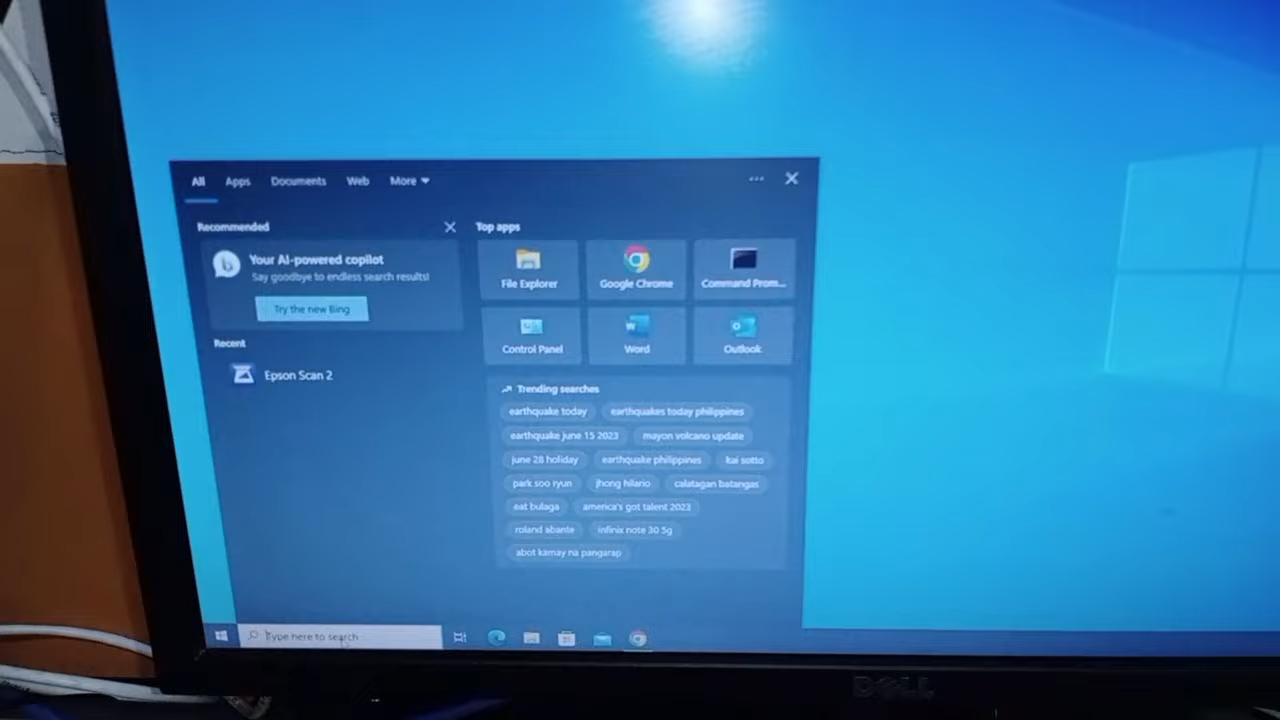 All Apps Documents Web More
Recommended
Your AI-powered copilot
Say goodbye to endless search results!
Try the new Bing
Recent
Epson Scan 2
Top apps
File Explorer Google Chrome Command Prom...
Control Panel Word Outlook
Trending searches
earthquake today earthquakes today philippines
earthquake june 15 2023 mayon volcano update
june 28 holiday earthquake philippines kai sotto
park soo ryun jhong hilario calatagan batangas
eat bulaga america's got talent 2023
roland abante infinix note 30 5g
abot kamay na pangarap
Type here to search
DELL